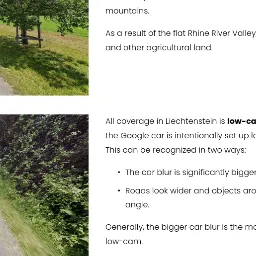 mountains.
As a result of the flat Rhine River Valley,
and other agricultural land.
All coverage in Liechtenstein is low-ca
the Google car is intentionally set up lo
This can be recognized in two ways:
• The car blur is significantly bigger
• Roads look wider and objects aro
angle.
Generally, the bigger car blur is the mo
low-cam.